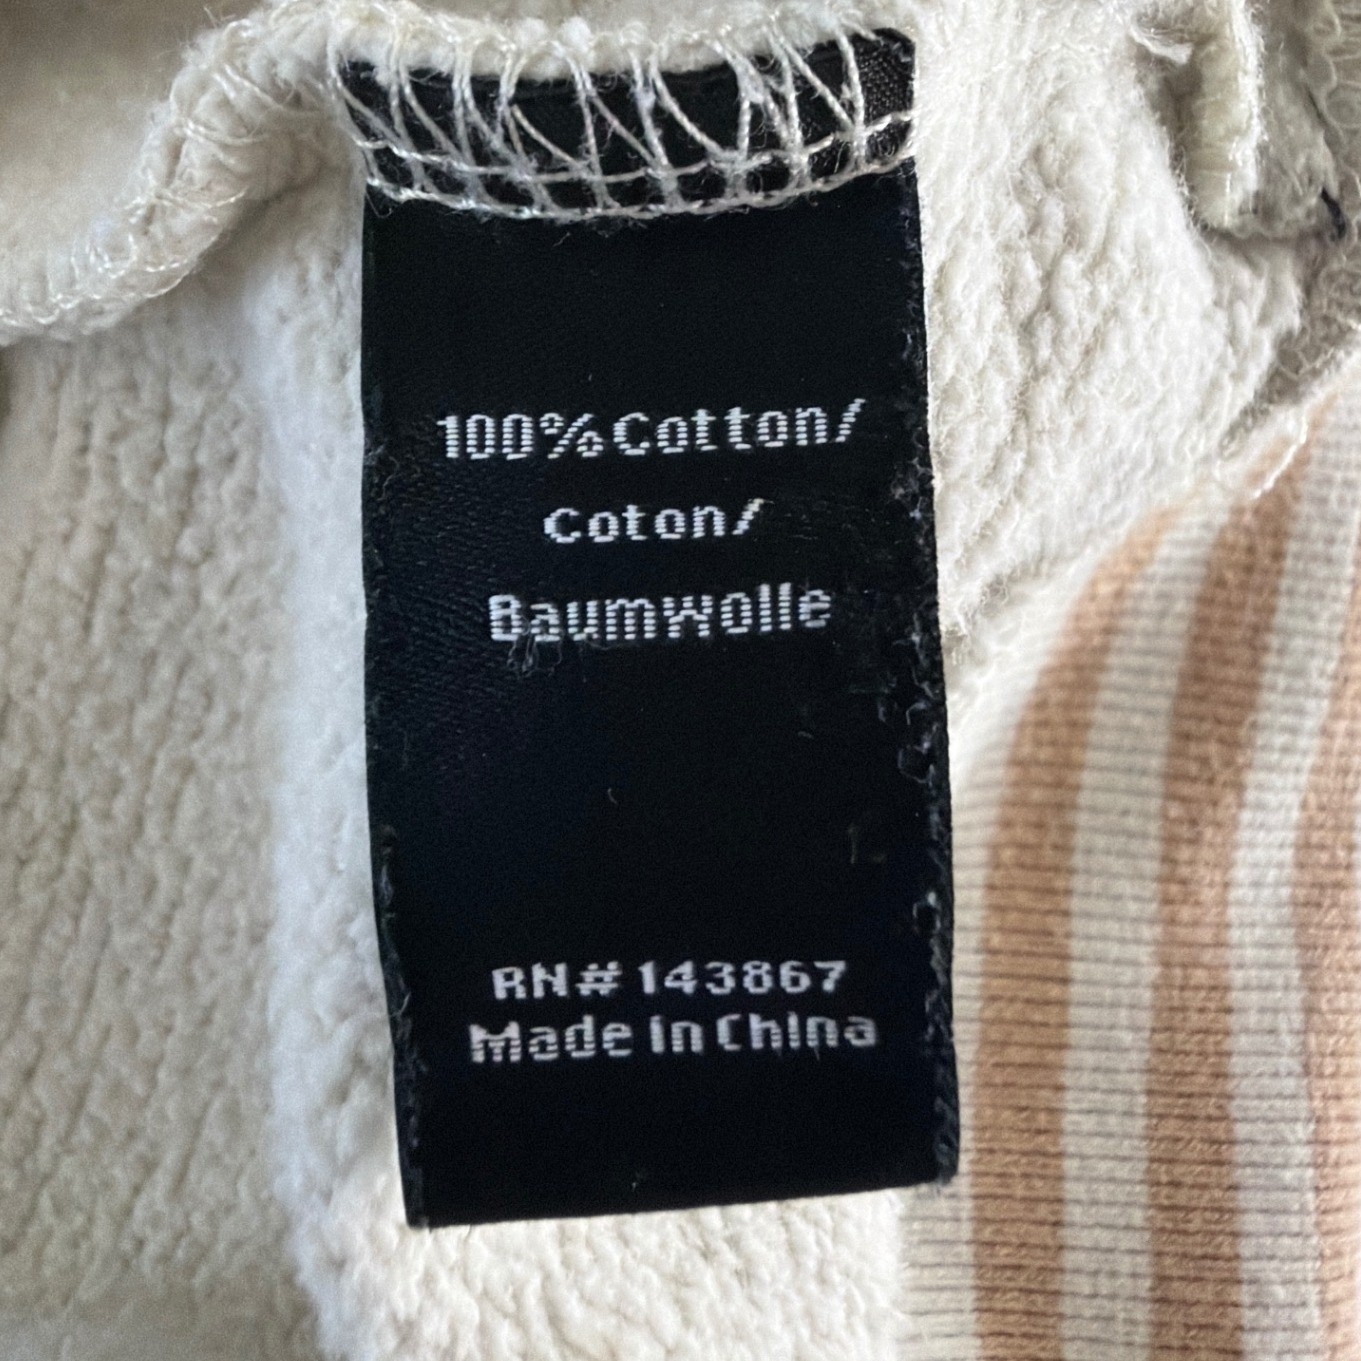 100% Cotton/
Coton/
Baumwolle
RN# 143867
Made in China